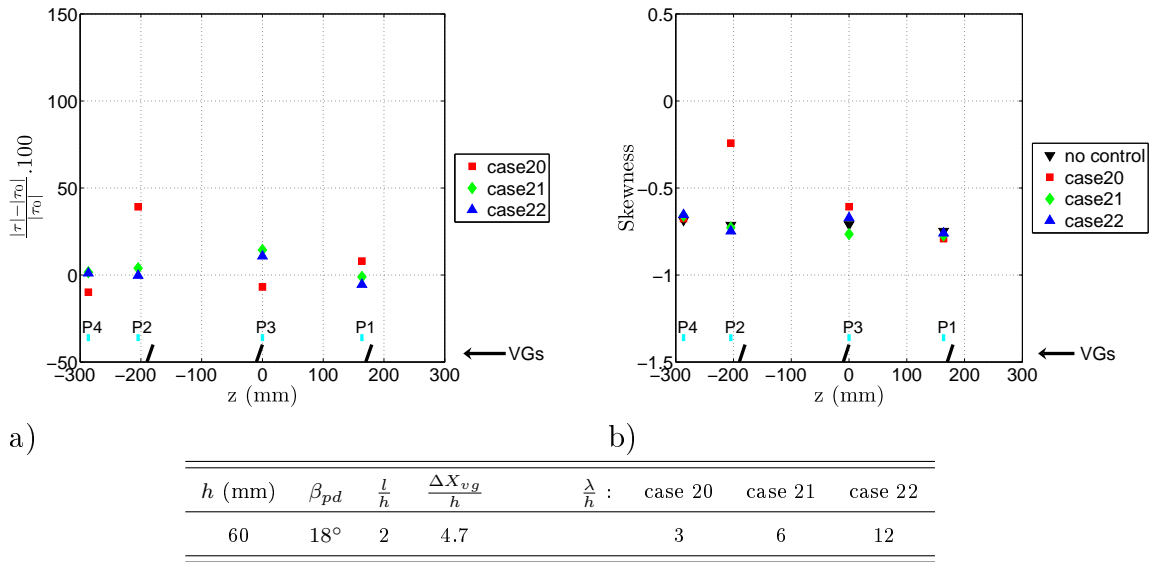 150
100
50
0
−50
|τ|−|τ₀| / |τ₀| .100
−300 −200 −100 0 100 200 300
z (mm)
P4 P2 P3 P1
VGs
case20
case21
case22
a)
0.5
0
−0.5
−1
−1.5
Skewness
−300 −200 −100 0 100 200 300
z (mm)
P4 P2 P3 P1
VGs
no control
case20
case21
case22
b)
h (mm) β_pd l/h ΔX_vg/h λ/h : case 20 case 21 case 22
60 18° 2 4.7 3 6 12